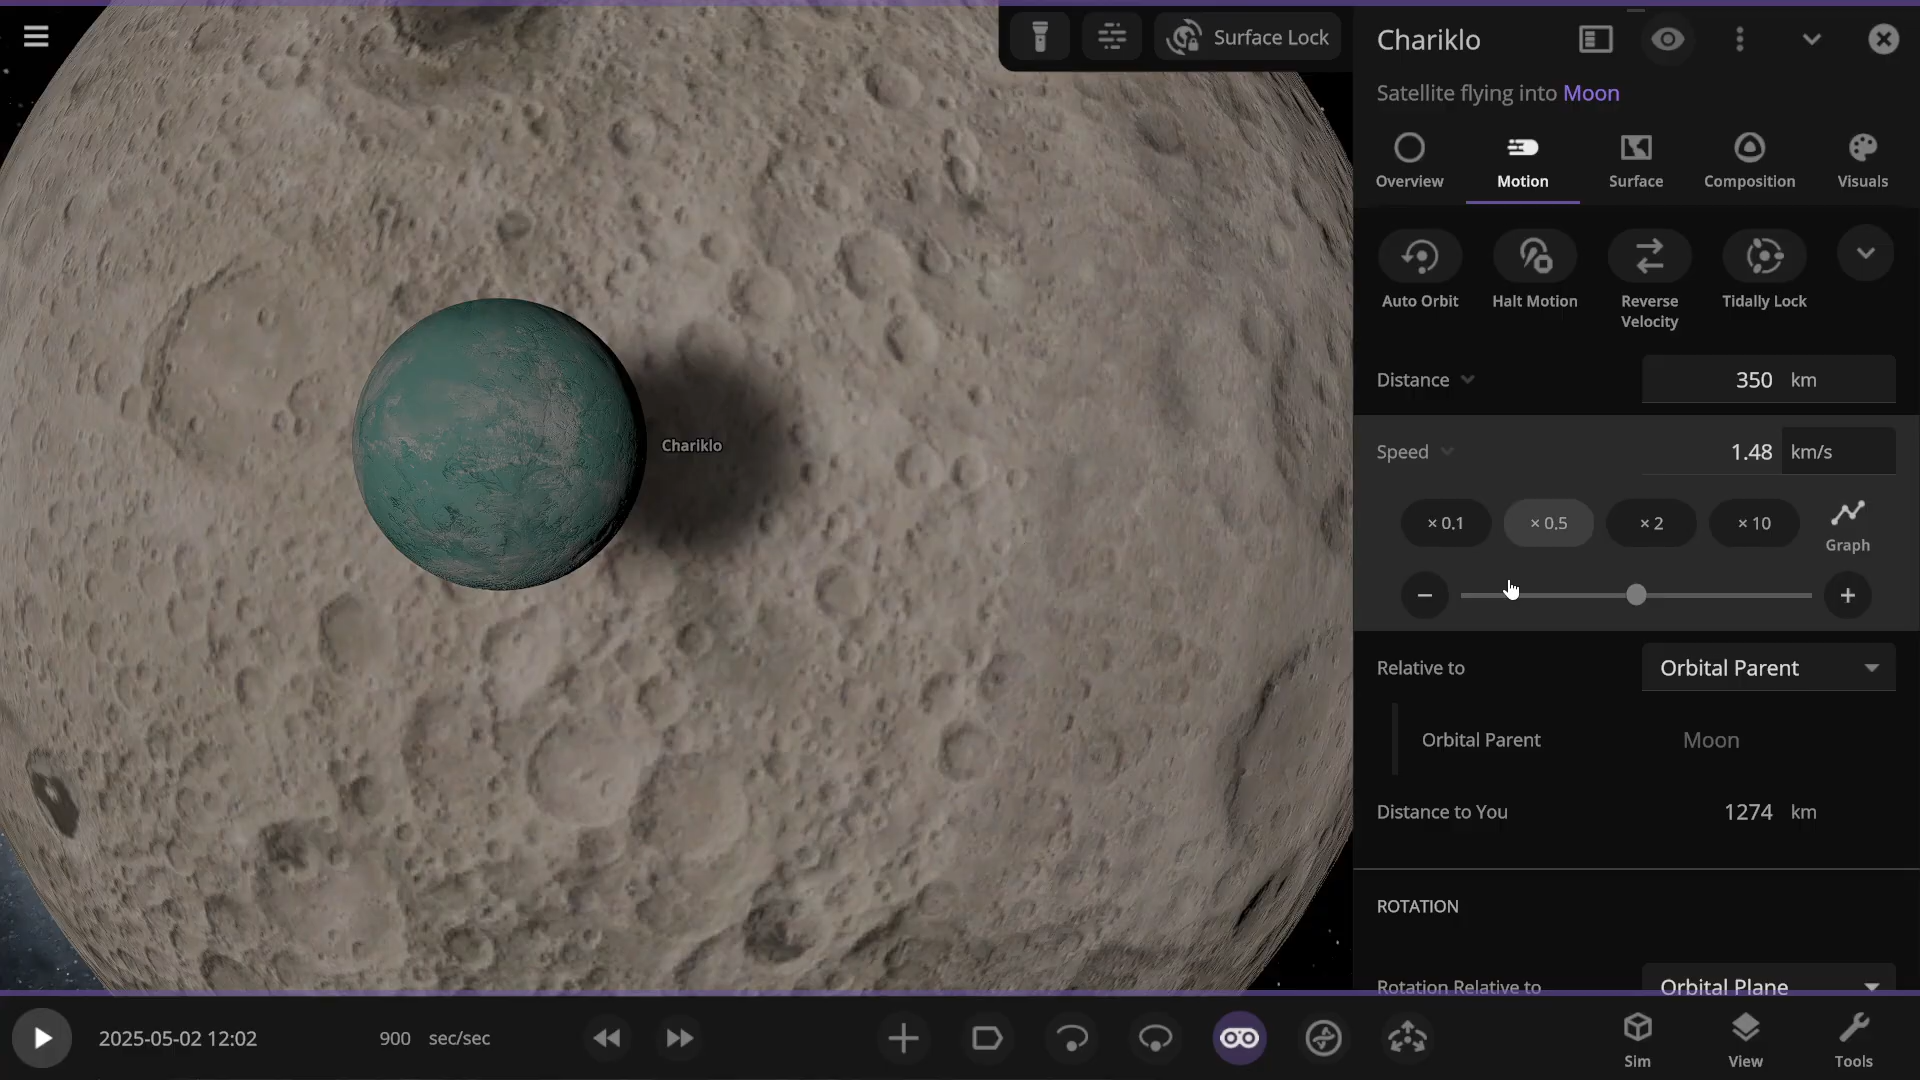 Surface Lock
Chariklo
Satellite flying into Moon
Overview
Motion
Surface
Composition
Visuals
Auto Orbit
Halt Motion
Reverse
Velocity
Tidally Lock
Distance 350 km
Speed 1.48 km/s
× 0.1
× 0.5
× 2
× 10
Graph
Relative to Orbital Parent
Orbital Parent Moon
Distance to You 1274 km
ROTATION
Rotation Relative to Orbital Plane
Chariklo
2025-05-02 12:02
900 sec/sec
Sim
View
Tools